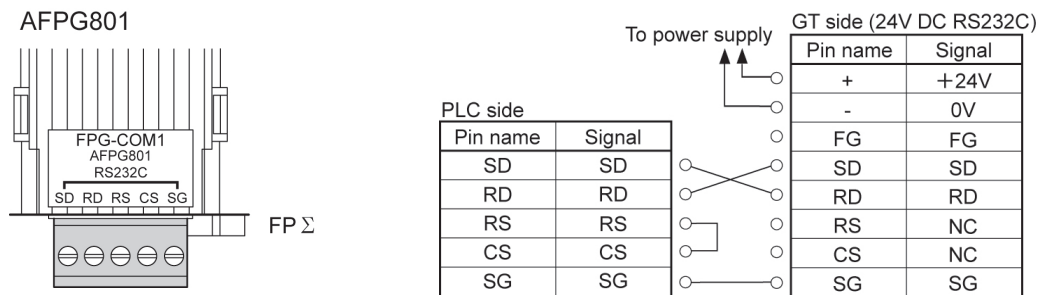 AFPG801
FPG-COM1
AFPG801
RS232C
SD RD RS CS SG
FP Σ
To power supply
PLC side
Pin name Signal
SD SD
RD RD
RS RS
CS CS
SG SG
GT side (24V DC RS232C)
Pin name Signal
+ +24V
- 0V
FG FG
SD SD
RD RD
RS NC
CS NC
SG SG